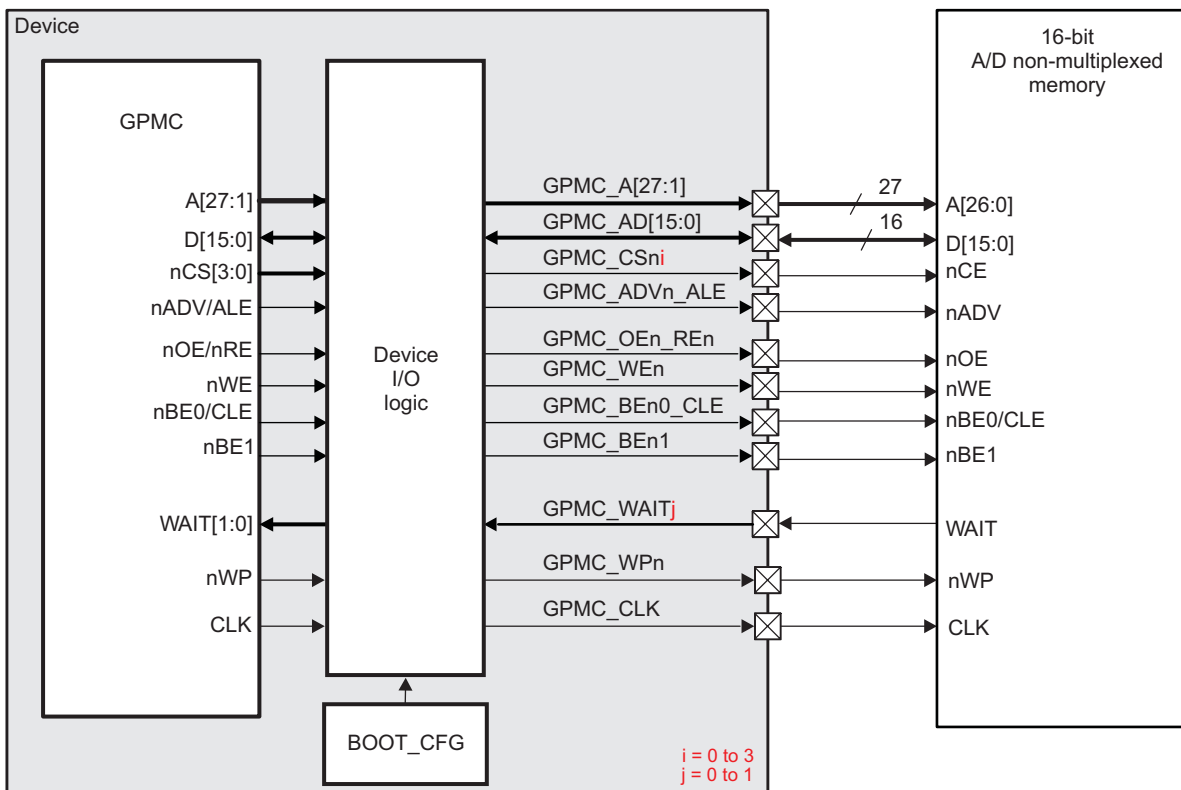 Device
GPMC
A[27:1]
D[15:0]
nCS[3:0]
nADV/ALE
nOE/nRE
nWE
nBE0/CLE
nBE1
WAIT[1:0]
nWP
CLK
Device
I/O
logic
BOOT_CFG
GPMC_A[27:1]
GPMC_AD[15:0]
GPMC_CSni
GPMC_ADVn_ALE
GPMC_OEn_REn
GPMC_WEn
GPMC_BEn0_CLE
GPMC_BEn1
GPMC_WAITj
GPMC_WPn
GPMC_CLK
i = 0 to 3
j = 0 to 1
27
16
16-bit
A/D non-multiplexed
memory
A[26:0]
D[15:0]
nCE
nADV
nOE
nWE
nBE0/CLE
nBE1
WAIT
nWP
CLK